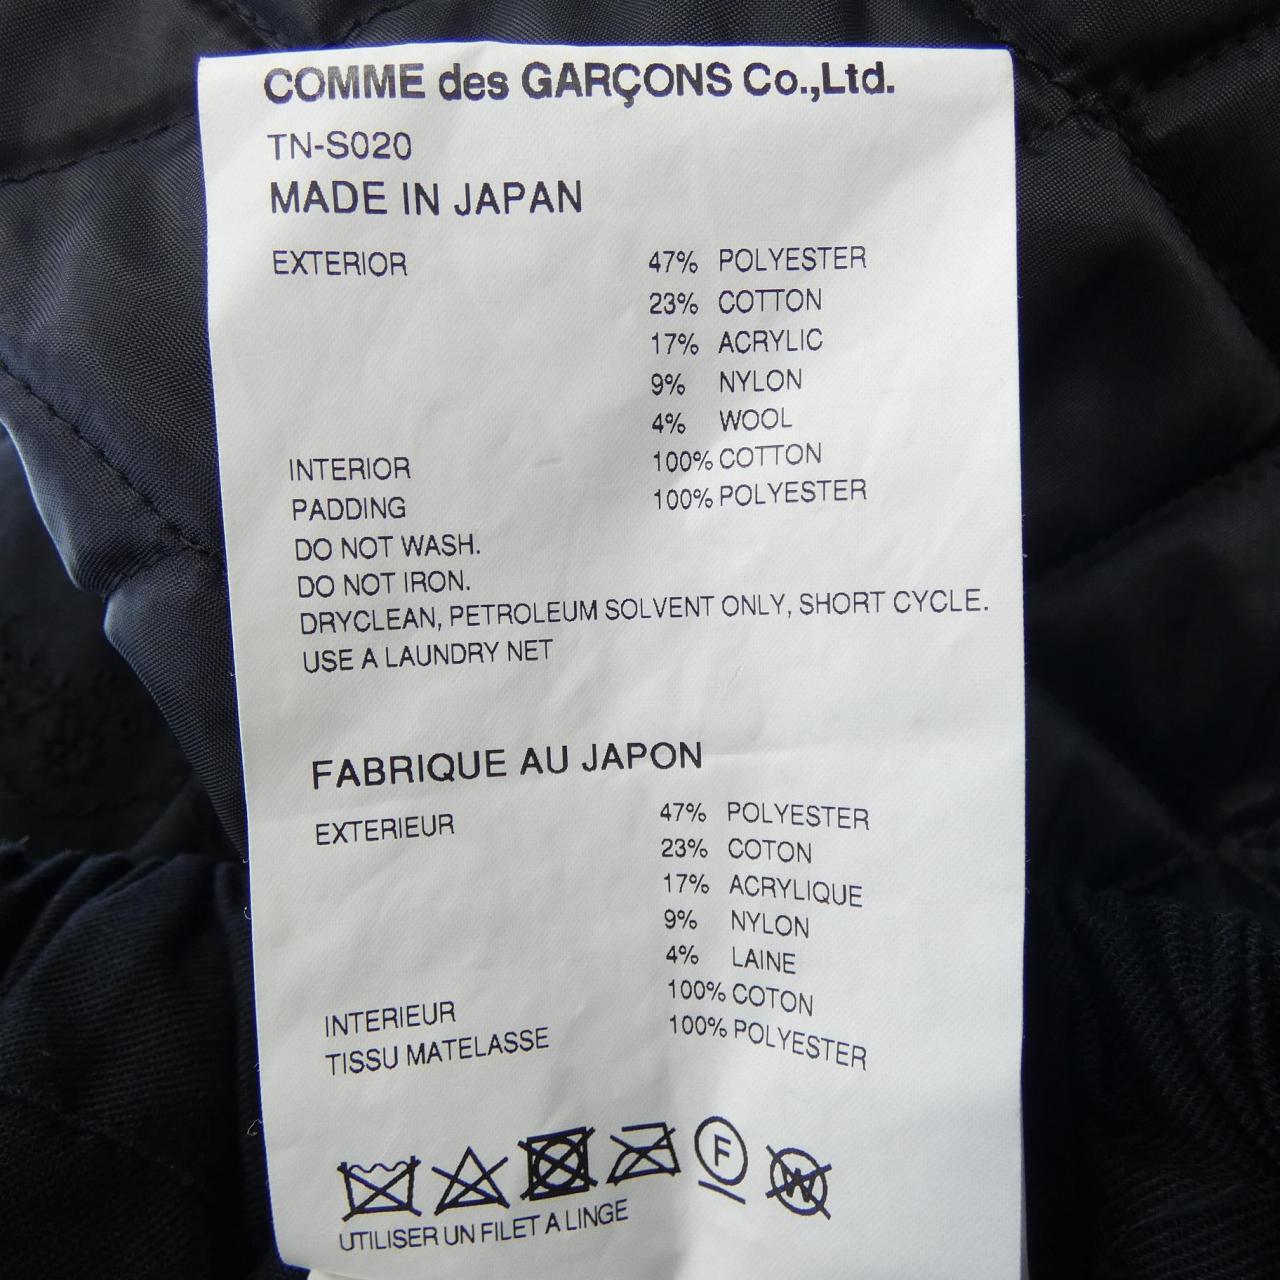 COMME des GARÇONS Co.,Ltd.
TN-S020
MADE IN JAPAN
EXTERIOR 47% POLYESTER
23% COTTON
17% ACRYLIC
9% NYLON
4% WOOL
INTERIOR 100% COTTON
PADDING 100% POLYESTER
DO NOT WASH.
DO NOT IRON.
DRYCLEAN, PETROLEUM SOLVENT ONLY, SHORT CYCLE.
USE A LAUNDRY NET
FABRIQUE AU JAPON
EXTERIEUR 47% POLYESTER
23% COTON
17% ACRYLIQUE
9% NYLON
4% LAINE
INTERIEUR 100% COTON
TISSU MATELASSE 100% POLYESTER
F W
UTILISER UN FILET A LINGE